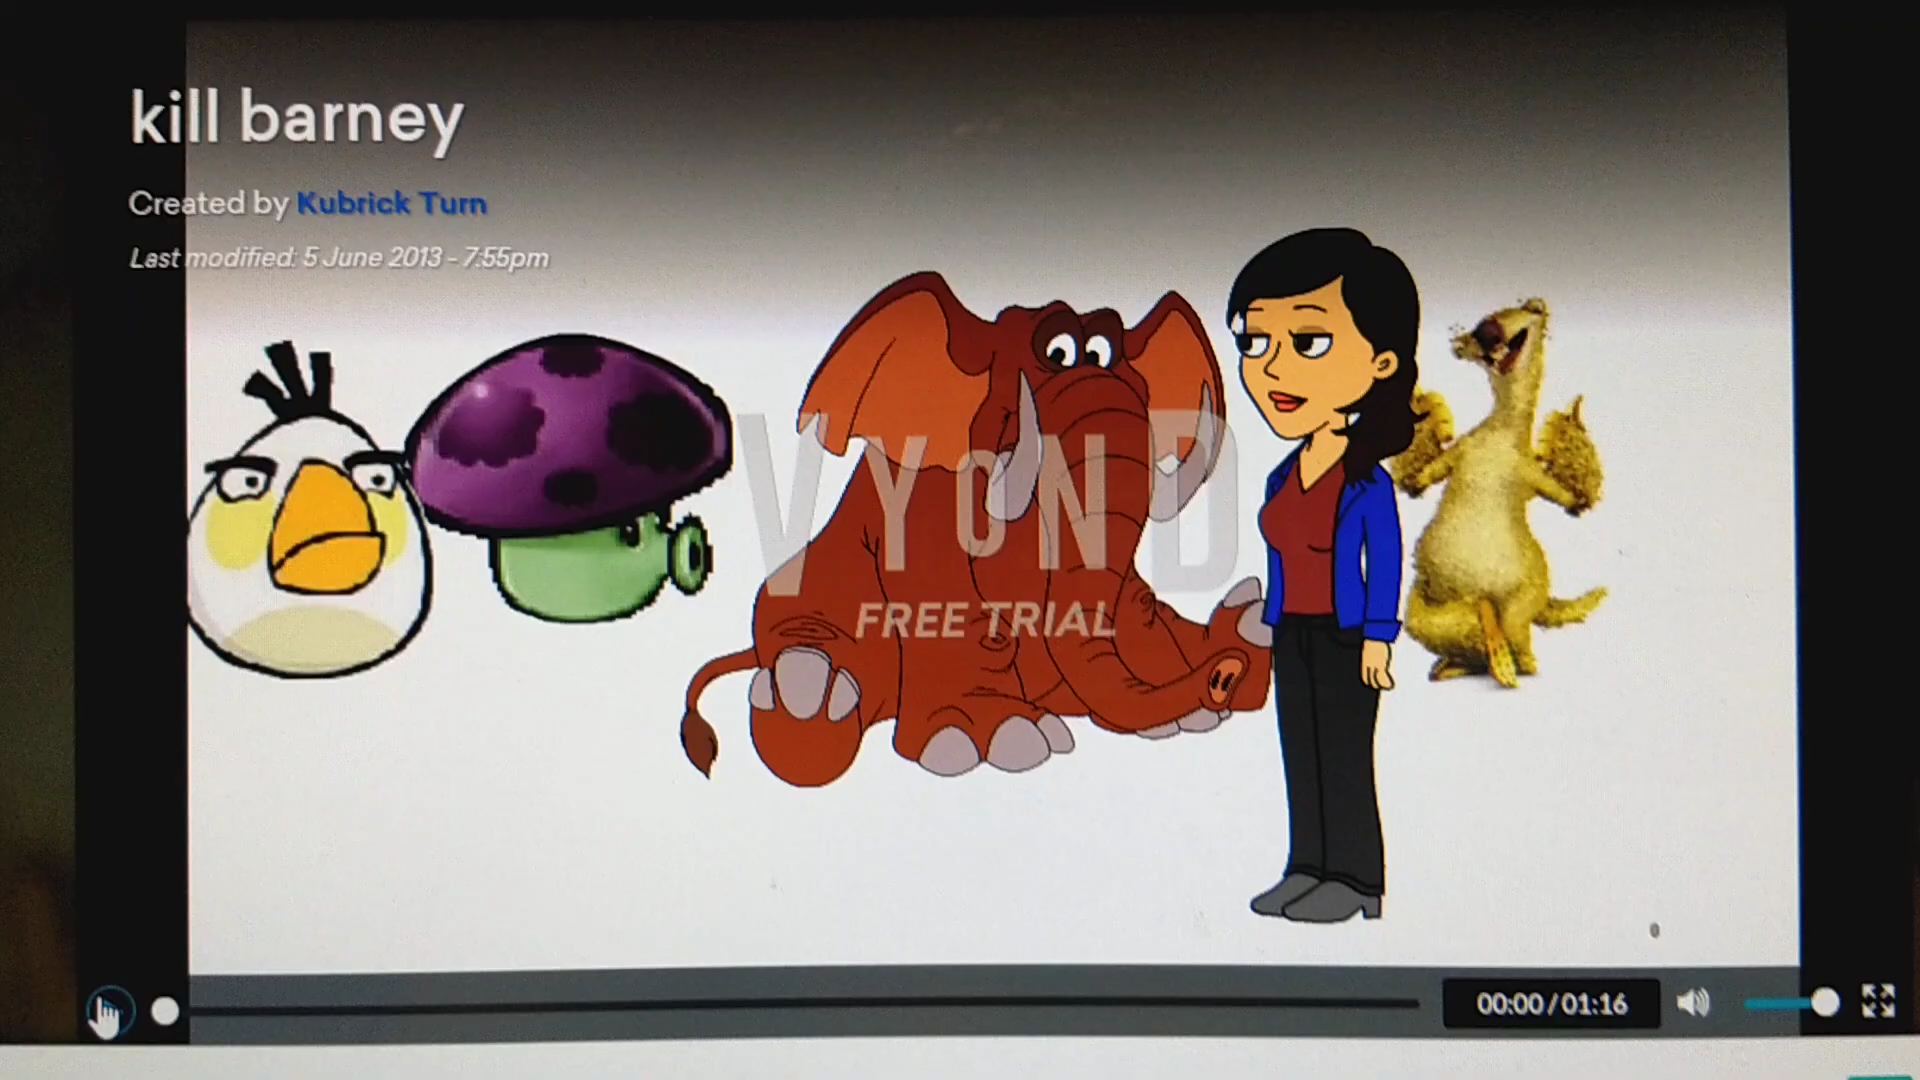 kill barney
Created by Kubrick Turn
Last modified: 5 June 2013 - 7:55pm
VYOND
FREE TRIAL
00:00 / 01:16